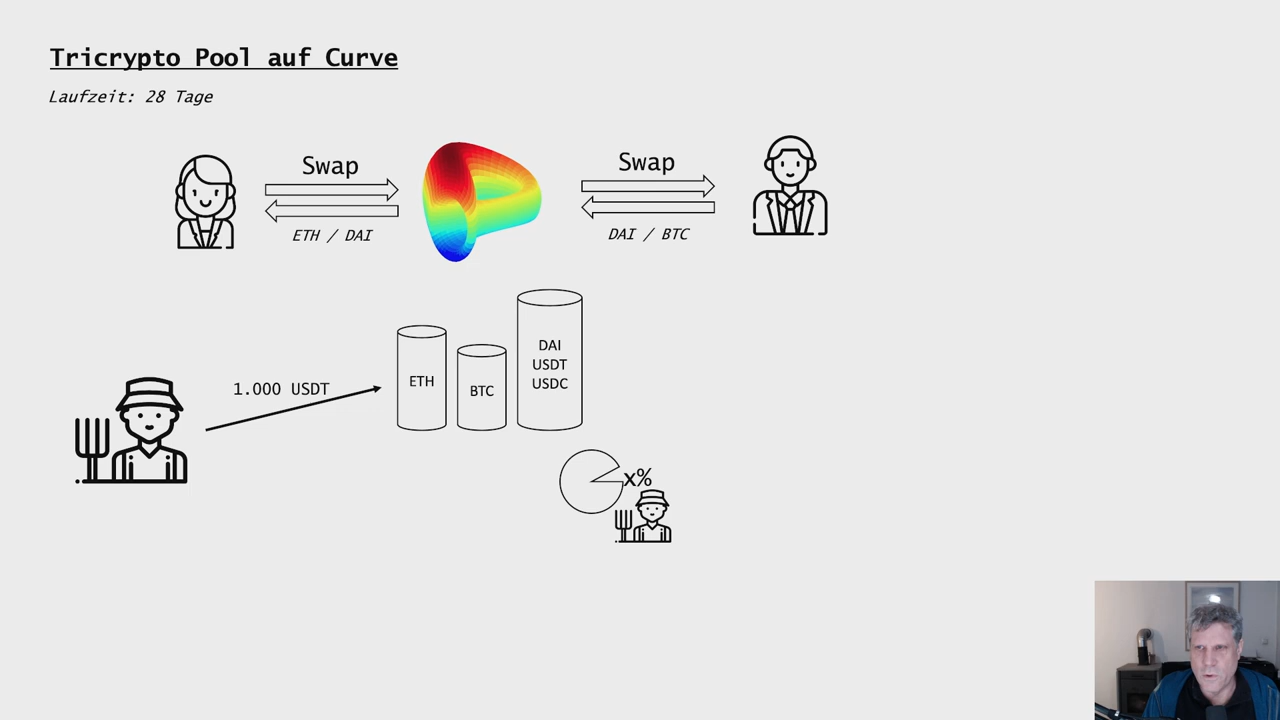 Tricrypto Pool auf Curve
Laufzeit: 28 Tage
Swap
ETH / DAI
Swap
DAI / BTC
1.000 USDT
ETH
BTC
DAI
USDT
USDC
x%